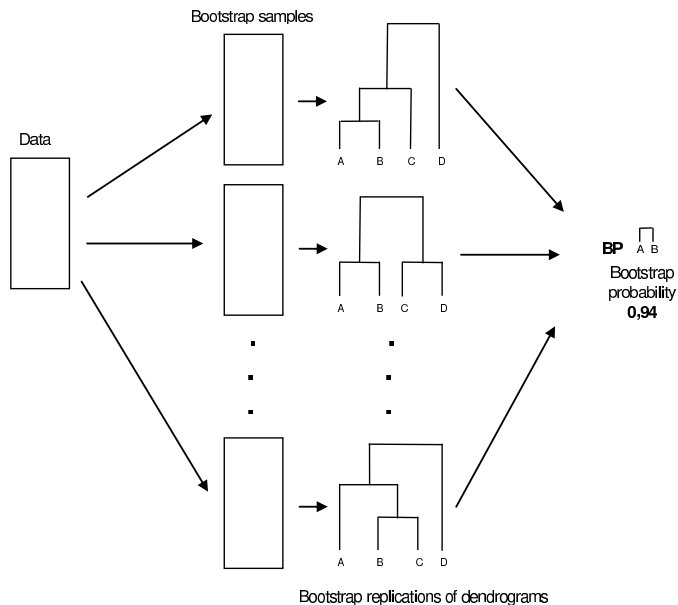 Bootstrap samples
Data
A B C D
A B C D
BP A B
Bootstrap
probability
0,94
A B C D
Bootstrap replications of dendrograms